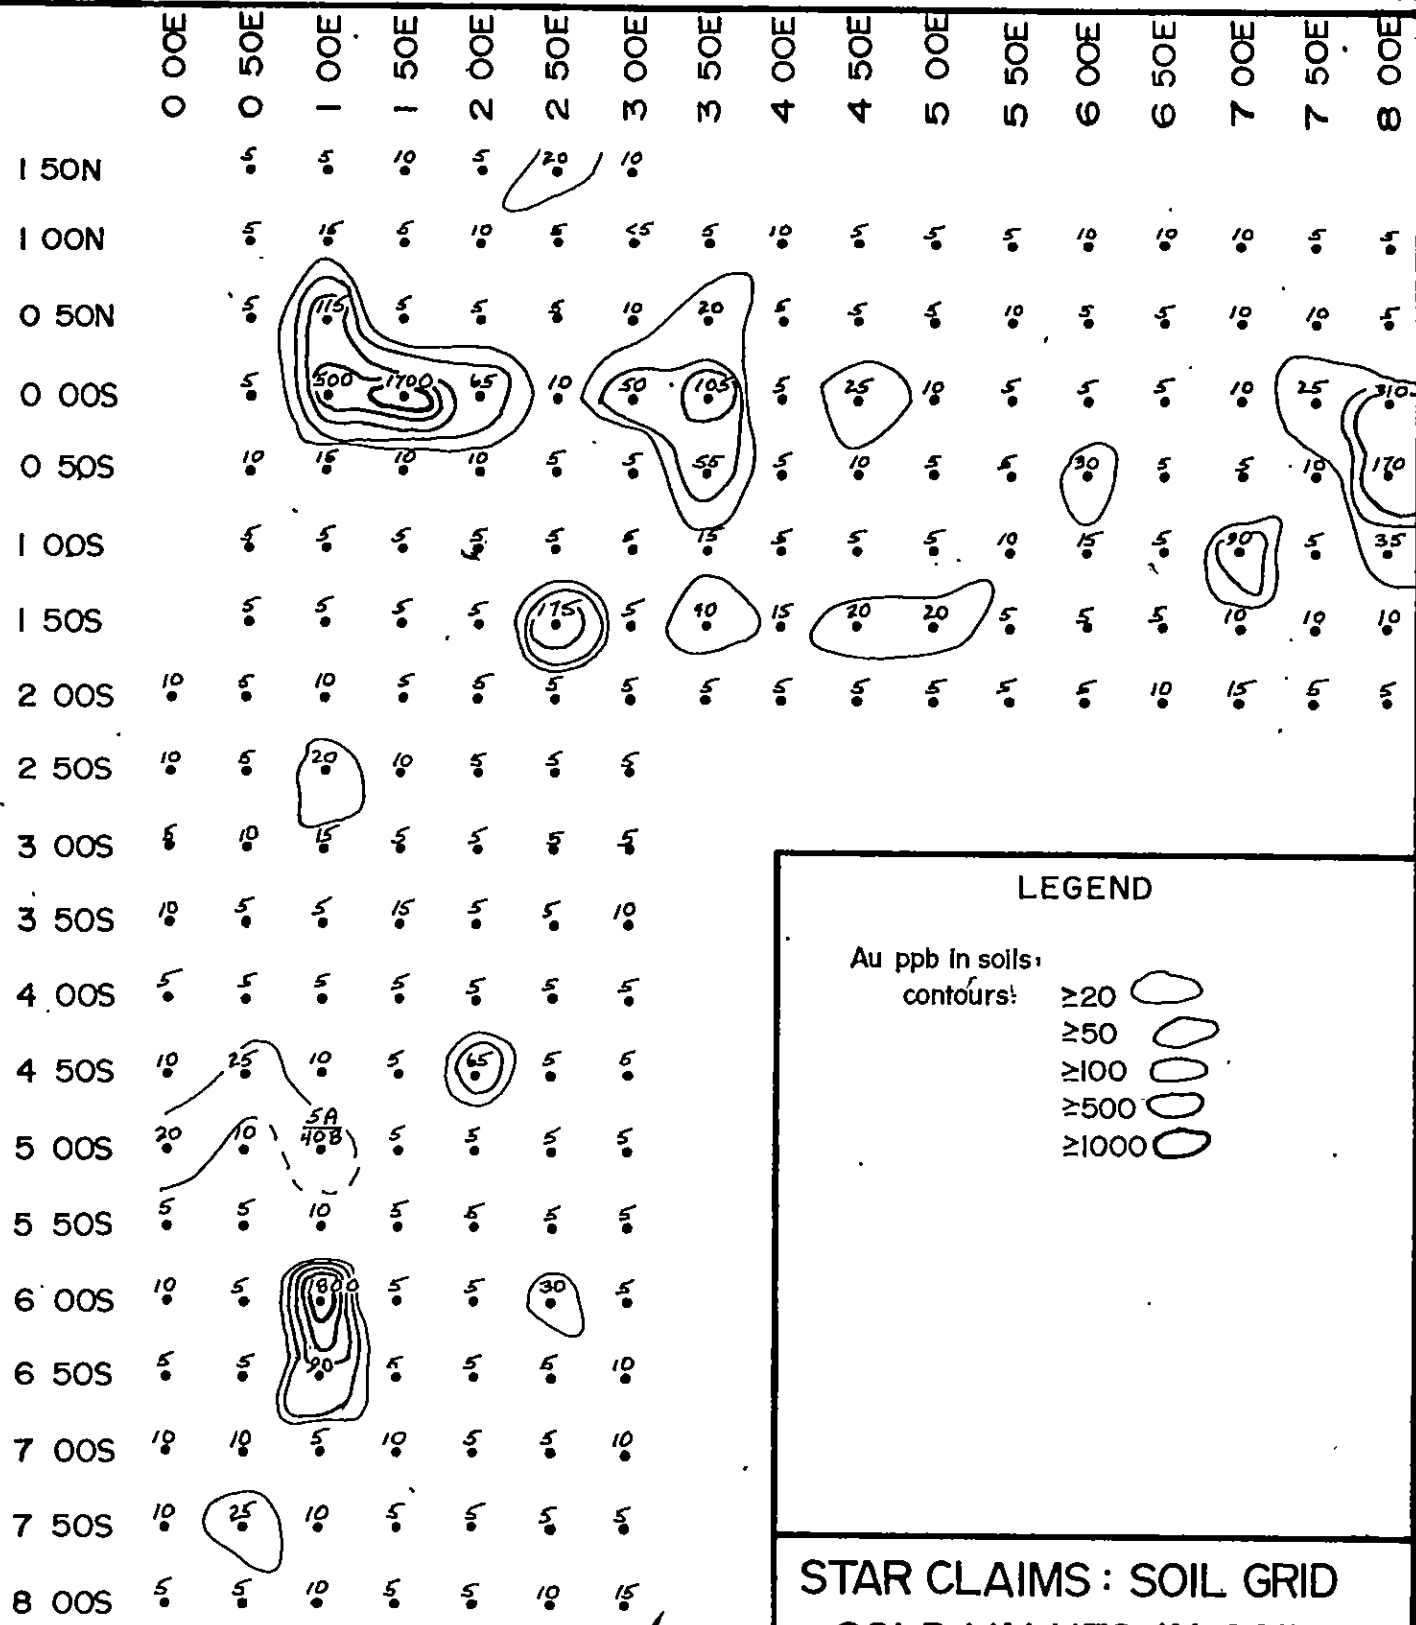 0 00E 0 50E 1 00E 1 50E 2 00E 2 50E 3 00E 3 50E 4 00E 4 50E 5 00E 5 50E 6 00E 6 50E 7 00E 7 50E 8 00E
1 50N 5 5 10 5 20 10
1 00N 5 15 5 10 5 <5 5 10 5 5 5 10 10 10 5 5
0 50N 5 115 5 5 5 10 20 5 5 5 10 5 5 10 10 5
0 00S 5 500 1700 65 10 50 105 5 25 10 5 5 5 10 25 310
0 50S 10 15 10 10 5 5 55 5 10 5 5 30 5 5 10 170
1 00S 5 5 5 5 5 5 15 5 5 5 10 15 5 90 5 35
1 50S 5 5 5 5 175 5 40 15 20 20 5 5 5 10 10 10
2 00S 10 5 10 5 5 5 5 5 5 5 5 5 5 10 15 5 5
2 50S 10 5 20 10 5 5 5
3 00S 5 10 15 5 5 5 5
3 50S 10 5 5 15 5 5 10
4 00S 5 5 5 5 5 5 5
4 50S 10 25 10 5 65 5 5
5A
5 00S 20 10 40B 5 5 5 5
5 50S 5 5 10 5 5 5 5
6 00S 10 5 1800 5 5 30 5
6 50S 5 5 90 5 5 5 10
7 00S 10 10 5 10 5 5 10
7 50S 10 25 10 5 5 5 5
8 00S 5 5 10 5 5 10 15
LEGEND
Au ppb in soils:
contours:
≥20
≥50
≥100
≥500
≥1000
STAR CLAIMS: SOIL GRID